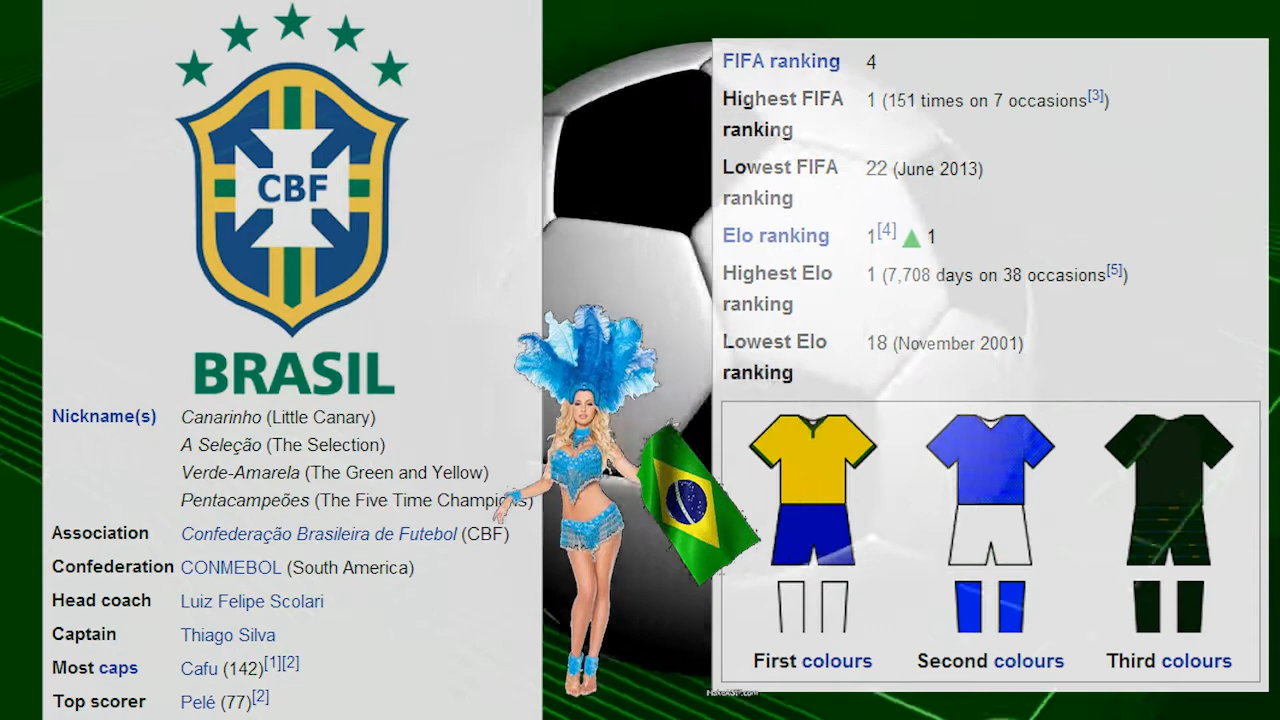 CBF
BRASIL
Nickname(s) Canarinho (Little Canary)
A Seleção (The Selection)
Verde-Amarela (The Green and Yellow)
Pentacampeões (The Five Time Champions)
Association Confederação Brasileira de Futebol (CBF)
Confederation CONMEBOL (South America)
Head coach Luiz Felipe Scolari
Captain Thiago Silva
Most caps Cafu (142)[1][2]
Top scorer Pelé (77)[2]
FIFA ranking 4
Highest FIFA 1 (151 times on 7 occasions[3])
ranking
Lowest FIFA 22 (June 2013)
ranking
Elo ranking 1[4] ▲ 1
Highest Elo 1 (7,708 days on 38 occasions[5])
ranking
Lowest Elo 18 (November 2001)
ranking
First colours Second colours Third colours